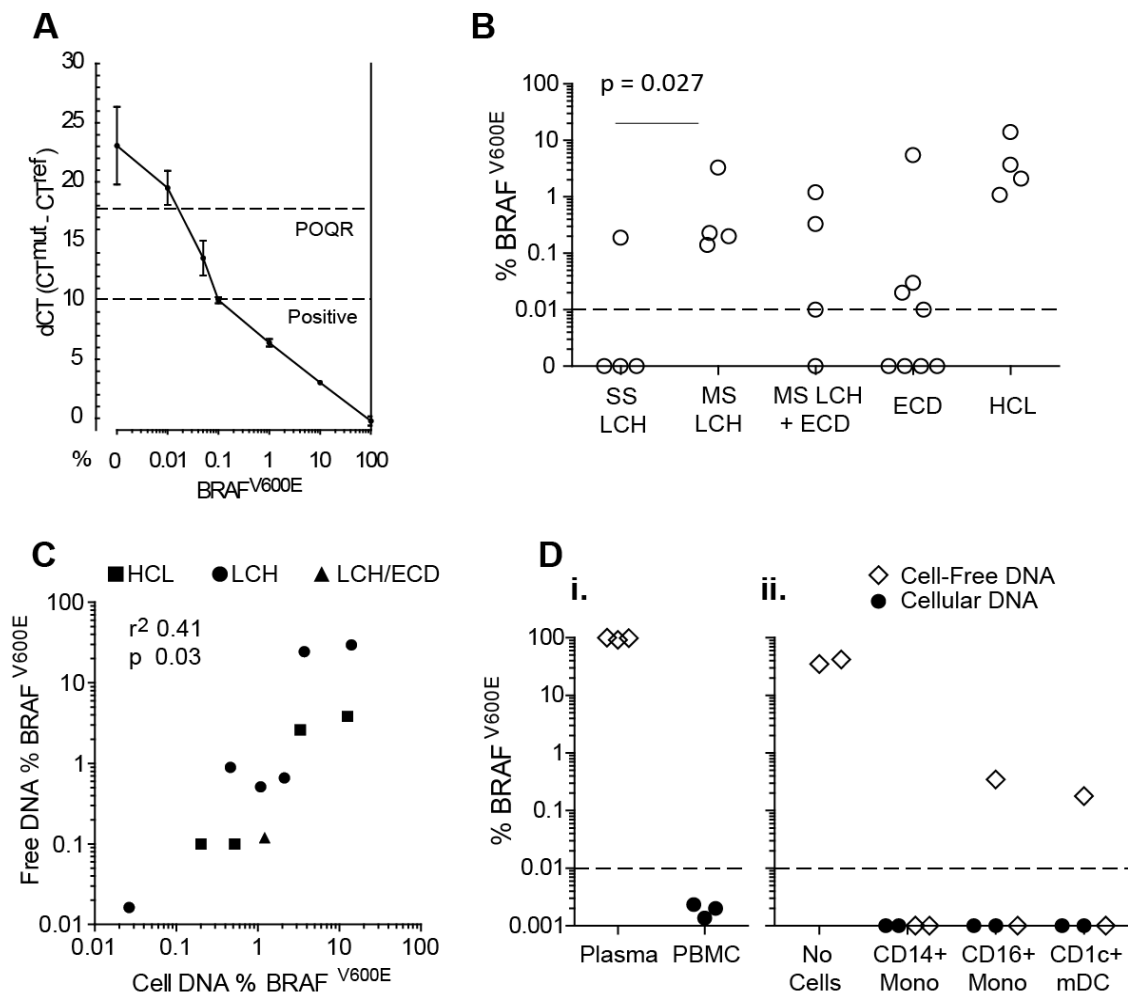 A
30
25
20
15
10
5
0
dCT (CT^mut - CT^ref)
POQR
Positive
% 0 0.01 0.1 1 10 100
BRAF^V600E
B
p = 0.027
100
10
1
0.1
0.01
0
% BRAF^V600E
SS LCH
MS LCH
MS LCH + ECD
ECD
HCL
C
HCL LCH LCH/ECD
r² 0.41
p 0.03
100
10
1
0.1
0.01
Free DNA % BRAF^V600E
0.01 0.1 1 10 100
Cell DNA % BRAF^V600E
D
i.
ii.
Cell-Free DNA
Cellular DNA
100
10
1
0.1
0.01
0.001
% BRAF^V600E
Plasma PBMC
No Cells
CD14+ Mono
CD16+ Mono
CD1c+ mDC